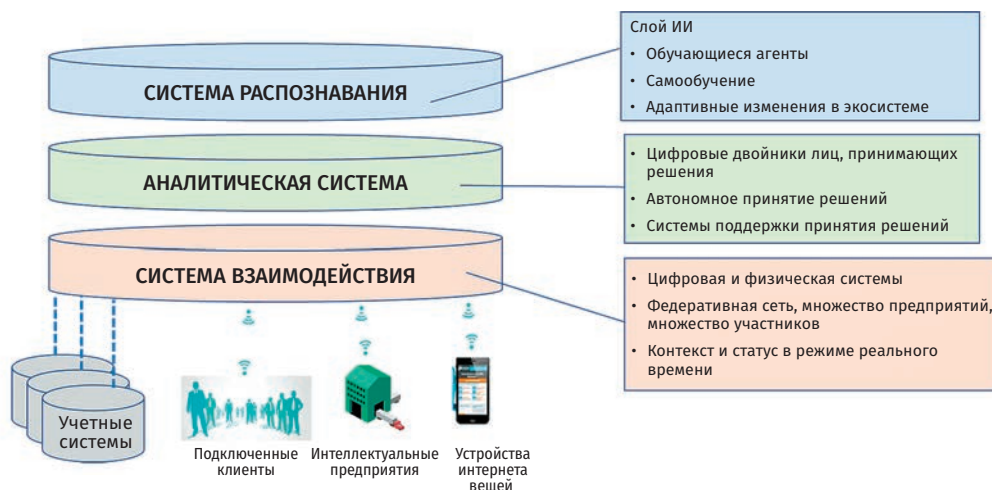 СИСТЕМА РАСПОЗНАВАНИЯ
Слой ИИ
• Обучающиеся агенты
• Самообучение
• Адаптивные изменения в экосистеме
АНАЛИТИЧЕСКАЯ СИСТЕМА
• Цифровые двойники лиц, принимающих
решения
• Автономное принятие решений
• Системы поддержки принятия решений
СИСТЕМА ВЗАИМОДЕЙСТВИЯ
• Цифровая и физическая системы
• Федеративная сеть, множество предприятий,
множество участников
• Контекст и статус в режиме реального
времени
Учетные
системы
Подключенные
клиенты
Интеллектуальные
предприятия
Устройства
интернета
вещей